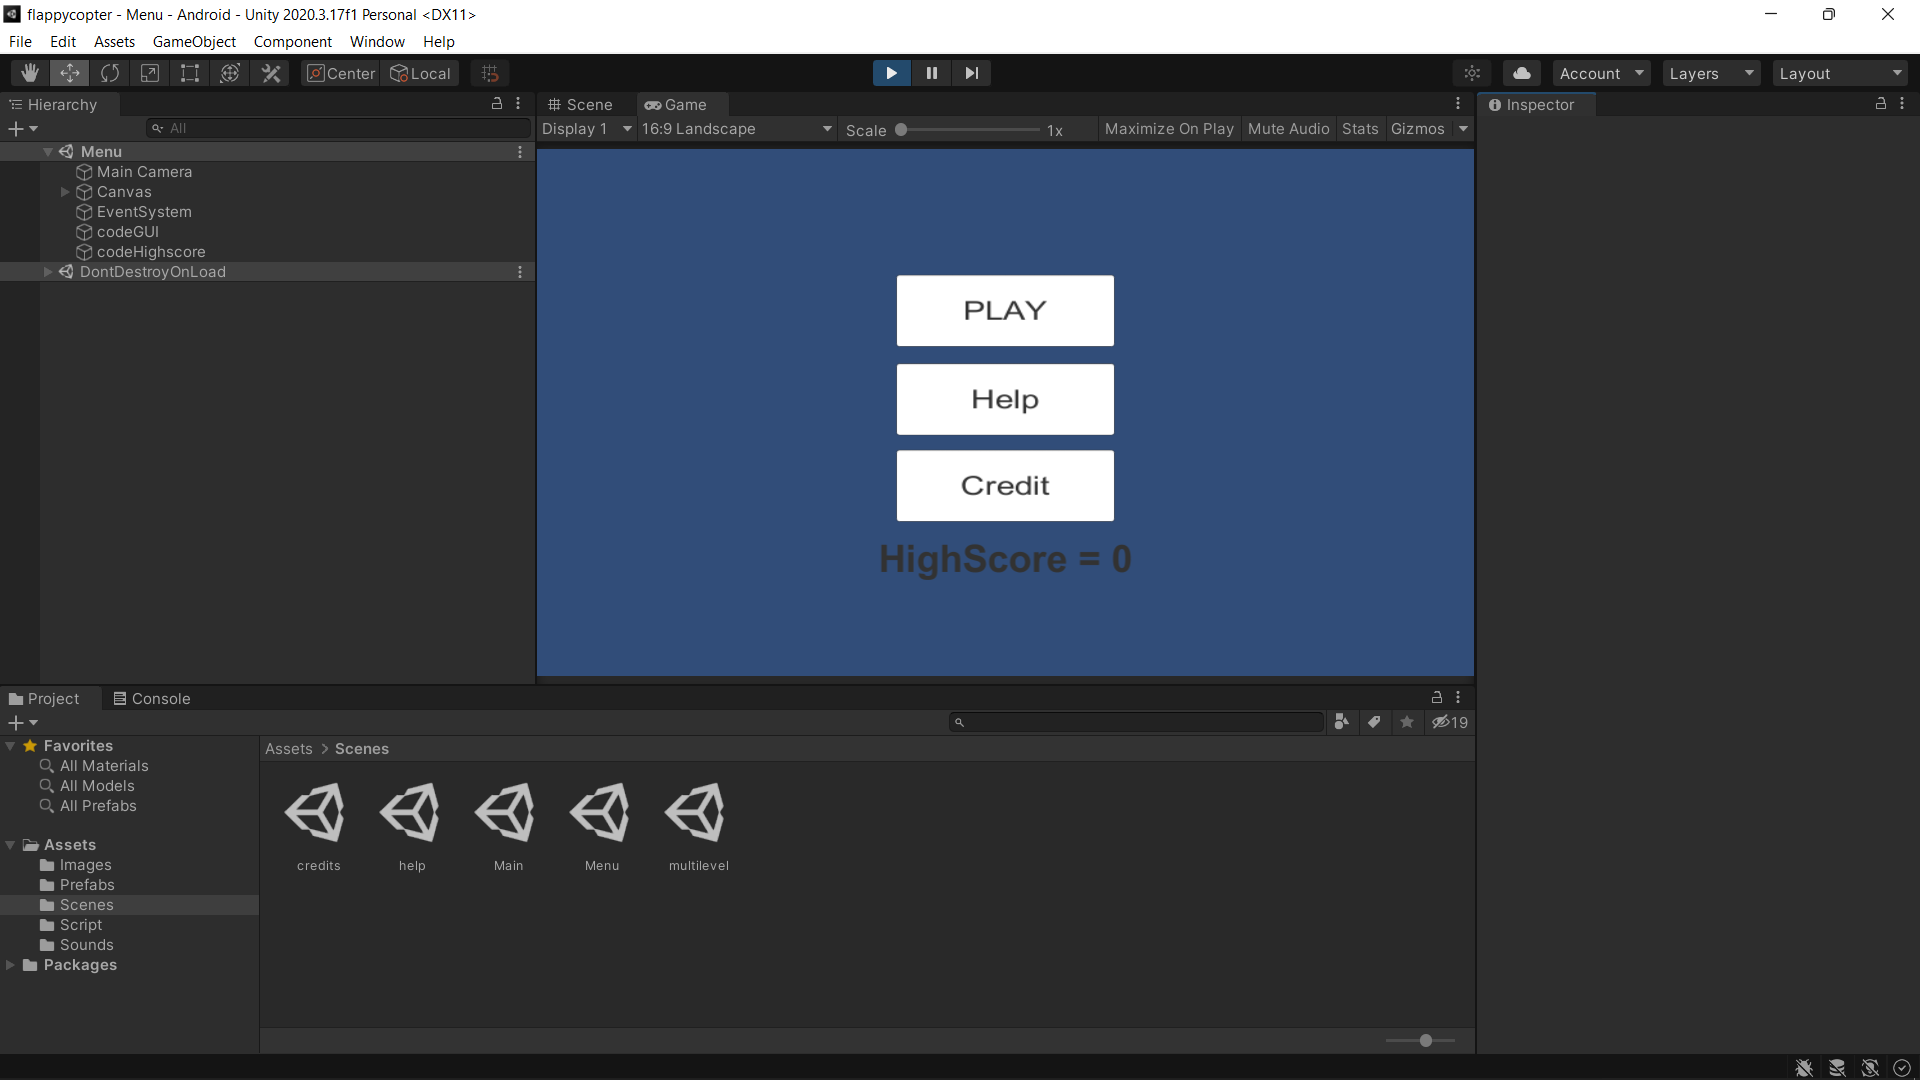 flappycopter - Menu - Android - Unity 2020.3.17f1 Personal <DX11>
File Edit Assets GameObject Component Window Help
Center Local Account Layers Layout
Hierarchy
All
Menu
Main Camera
Canvas
EventSystem
codeGUI
codeHighscore
DontDestroyOnLoad
Scene Game
Display 1 16:9 Landscape Scale 1x Maximize On Play Mute Audio Stats Gizmos
PLAY
Help
Credit
HighScore = 0
Inspector
Project Console
19
Favorites
All Materials
All Models
All Prefabs
Assets
Images
Prefabs
Scenes
Script
Sounds
Packages
Assets > Scenes
credits help Main Menu multilevel